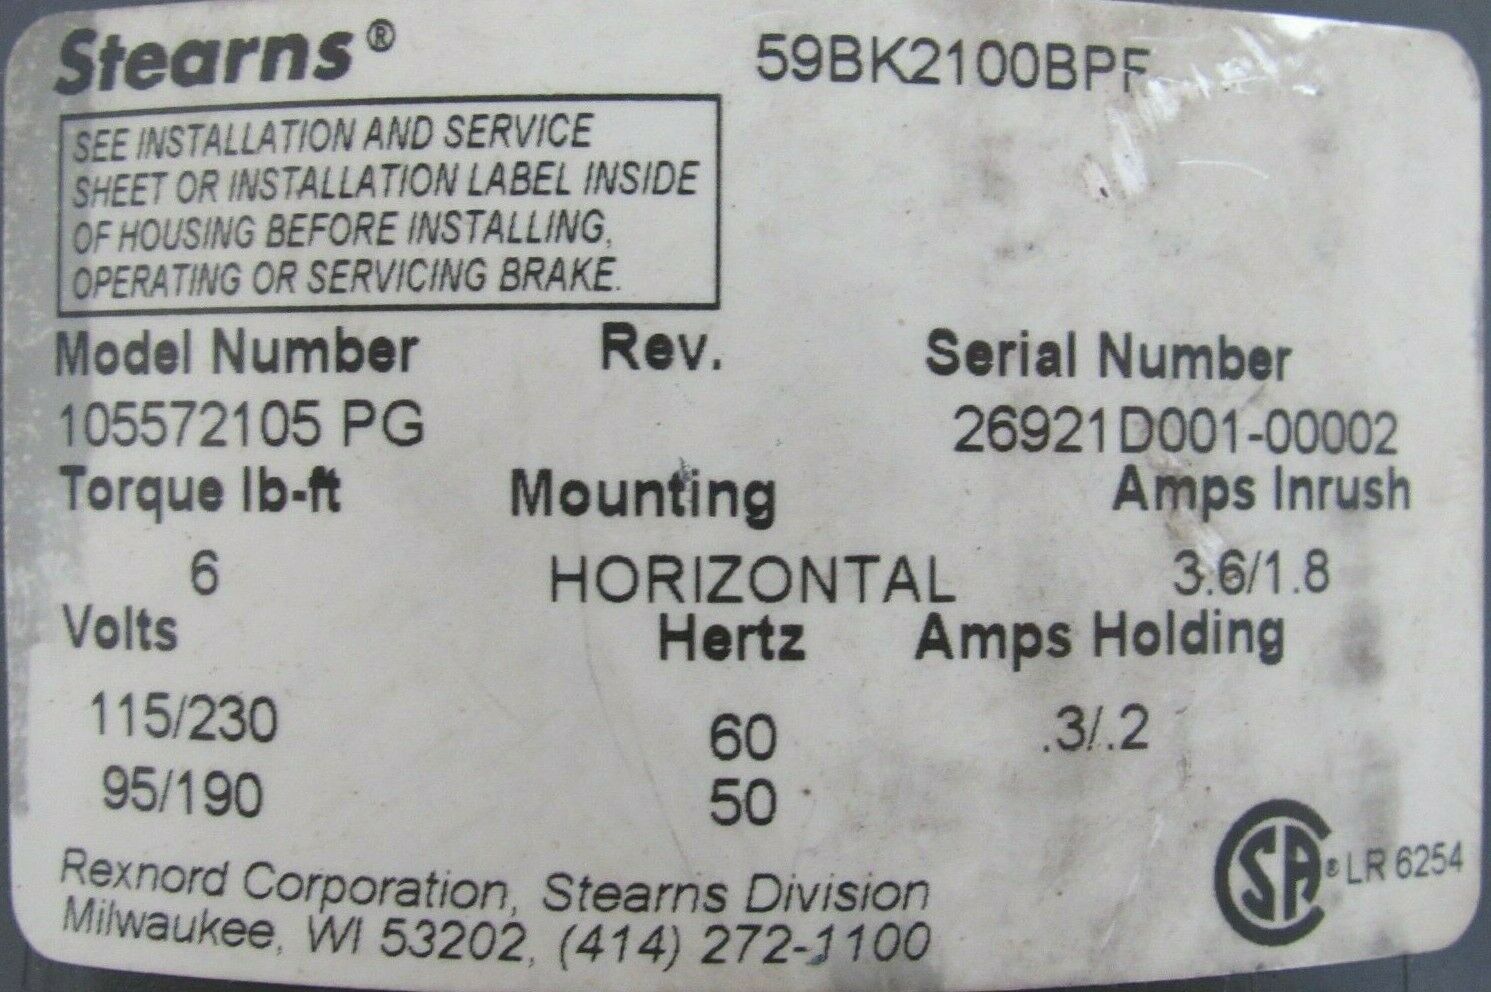 Stearns®
59BK2100BPF
SEE INSTALLATION AND SERVICE
SHEET OR INSTALLATION LABEL INSIDE
OF HOUSING BEFORE INSTALLING,
OPERATING OR SERVICING BRAKE.
Model Number Rev. Serial Number
105572105 PG 26921D001-00002
Torque lb-ft Mounting Amps Inrush
6 HORIZONTAL 3.6/1.8
Volts Hertz Amps Holding
115/230 60 .3/.2
95/190 50
Rexnord Corporation, Stearns Division
Milwaukee, WI 53202, (414) 272-1100
SA ® LR 6254